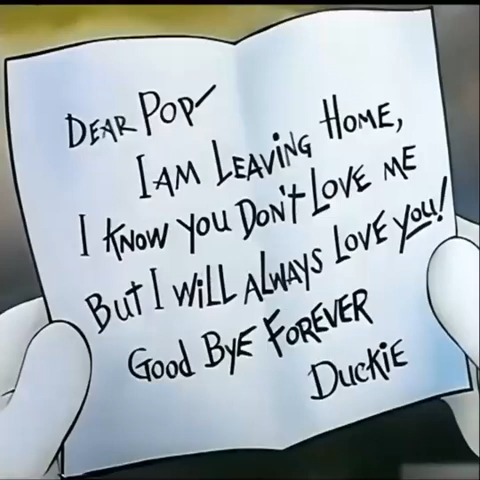 DEAR POP
I AM LEAVING HOME,
I KNOW YOU DON'T LOVE ME
BUT I WILL ALWAYS LOVE YOU!
GOOD BYE FOREVER
DUCKIE